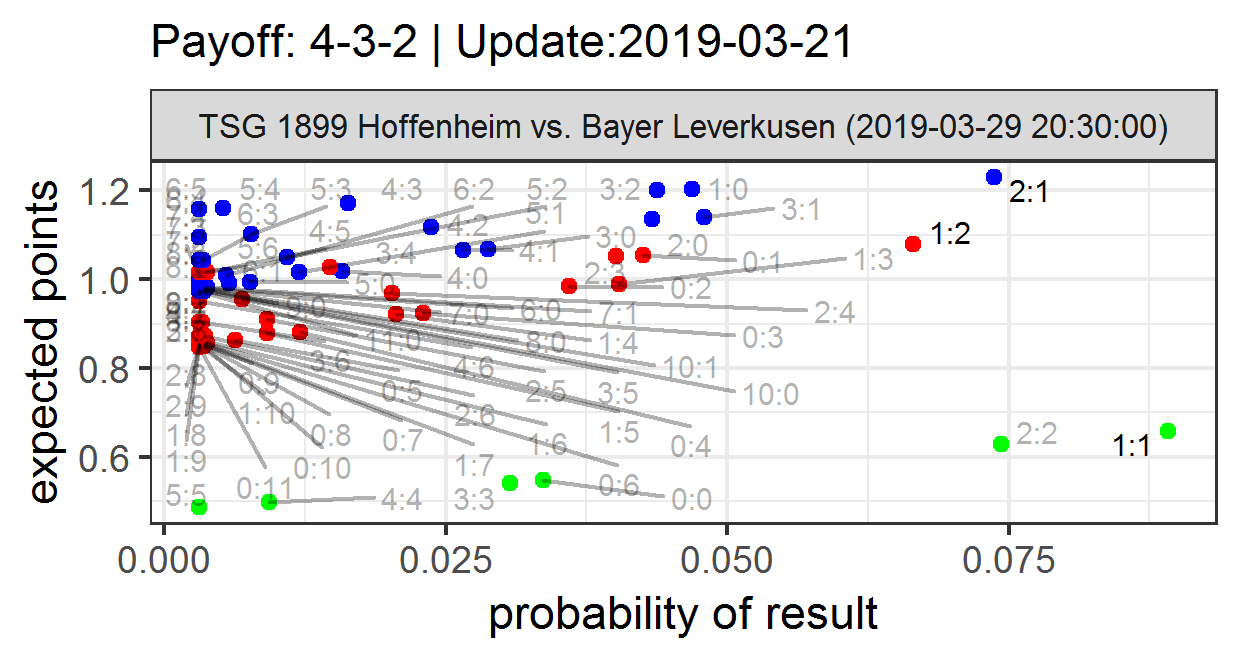 Payoff: 4-3-2 | Update:2019-03-21
TSG 1899 Hoffenheim vs. Bayer Leverkusen (2019-03-29 20:30:00)
expected points
1.2
1.0
0.8
0.6
6:5 5:4 5:3 4:3 6:2 5:2 3:2 1:0
2:1
6:3 5:1 3:1
4:5 4:2 1:2
5:6 3:4 4:1 3:0 2:0
6:1 5:0 4:0 2:3 0:1 1:3
0:2
9:0 7:0 6:0 7:1 2:4
11:0 8:0 1:4 0:3
3:6 4:6 10:1
2:8 0:9 0:5 2:5 3:5 10:0
2:9 1:10 2:6
1:8 0:8 0:7 1:6 1:5 0:4 2:2 1:1
1:9 0:10 1:7
0:11 0:6
5:5 4:4 3:3 0:0
0.000 0.025 0.050 0.075
probability of result